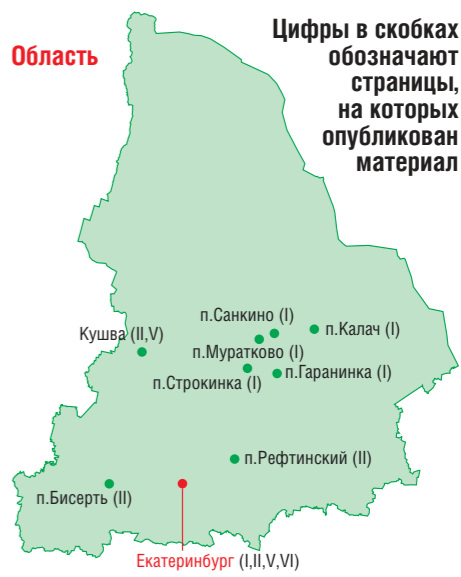 Область
Цифры в скобках
обозначают
страницы,
на которых
опубликован
материал
п.Санкино (I)
п.Калач (I)
Кушва (II,V)
п.Муратково (I)
п.Гаранинка (I)
п.Строкинка (I)
п.Рефтинский (II)
п.Бисерть (II)
Екатеринбург (I,II,V,VI)